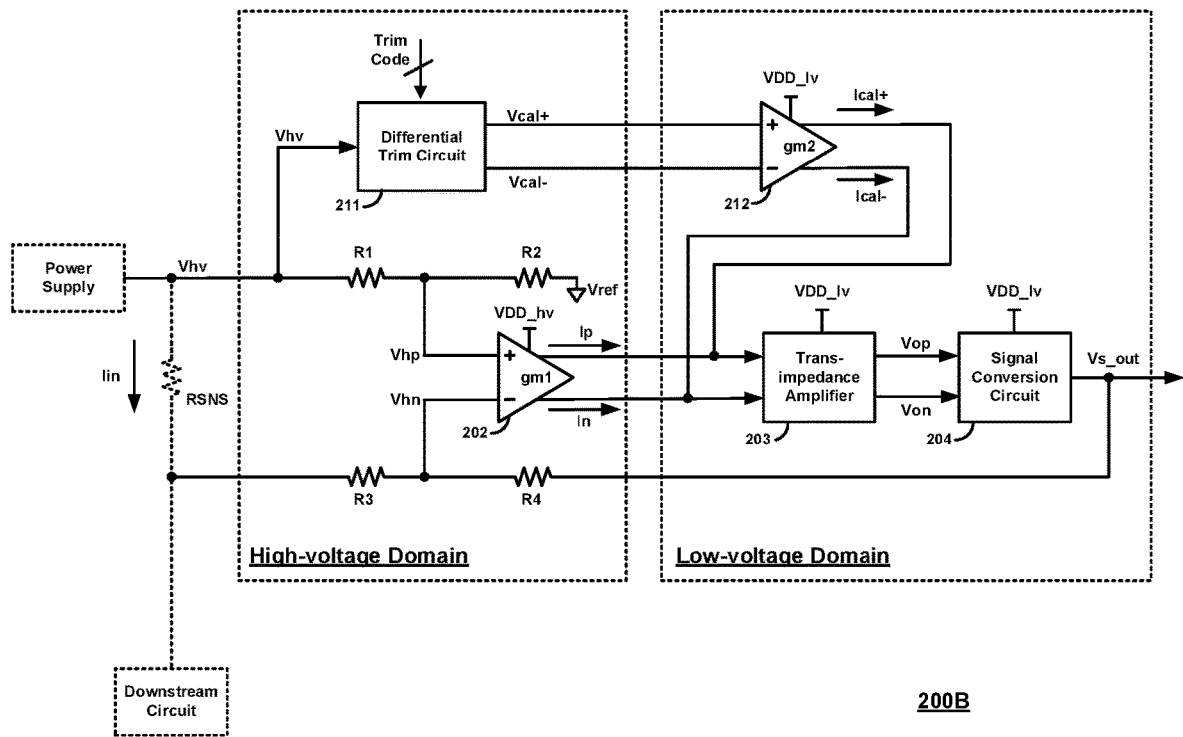 Trim
Code
Vhv
Differential
Trim Circuit
211
Vcal+
Vcal-
VDD_lv
gm2
212
Ical+
Ical-
Power
Supply
Vhv
R1
R2
Vref
VDD_hv
Vhp
Vhn
gm1
202
Ip
In
Iin
RSNS
R3
R4
VDD_lv
Trans-
impedance
Amplifier
203
Vop
Von
VDD_lv
Signal
Conversion
Circuit
204
Vs_out
High-voltage Domain
Low-voltage Domain
Downstream
Circuit
200B